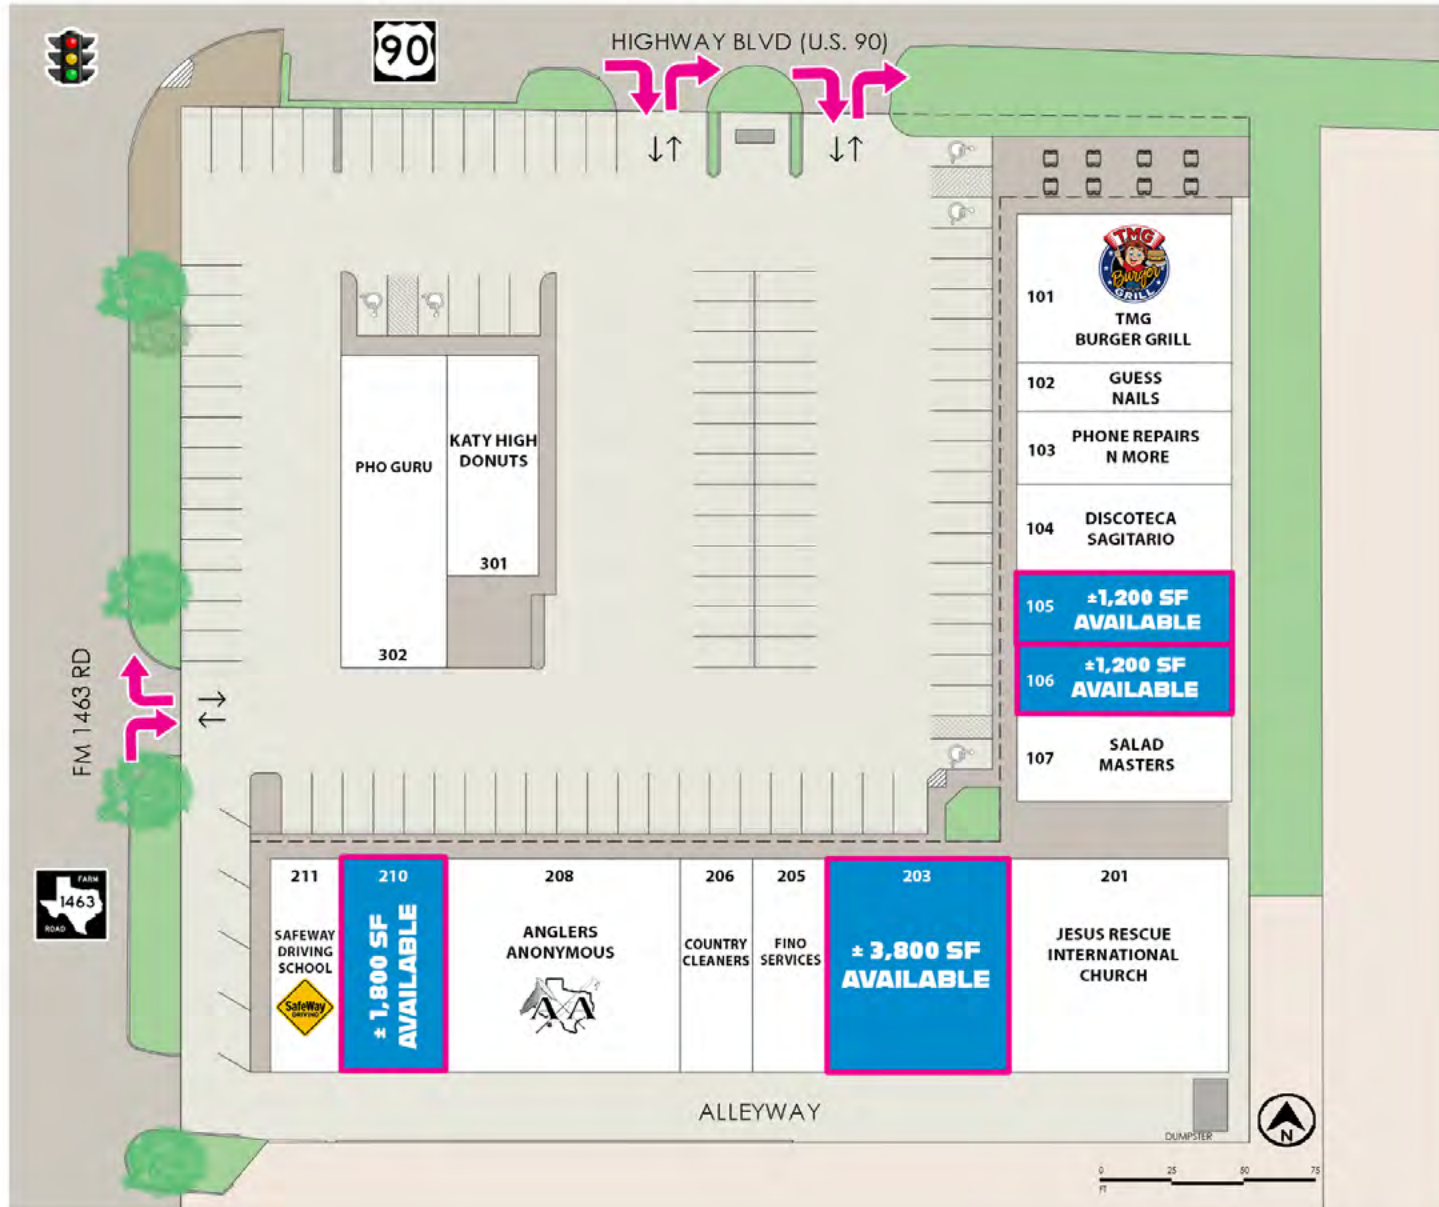 90
HIGHWAY BLVD (U.S. 90)
TMG
Burger
GRILL
101
TMG
BURGER GRILL
102
GUESS
NAILS
103
PHONE REPAIRS
N MORE
104
DISCOTECA
SAGITARIO
105
±1,200 SF
AVAILABLE
106
±1,200 SF
AVAILABLE
107
SALAD
MASTERS
PHO GURU
302
KATY HIGH
DONUTS
301
FM 1463 RD
FARM
1463
ROAD
211
SAFEWAY
DRIVING
SCHOOL
SafeWay
DRIVING
210
± 1,800 SF
AVAILABLE
208
ANGLERS
ANONYMOUS
A A
206
COUNTRY
CLEANERS
205
FINO
SERVICES
203
± 3,800 SF
AVAILABLE
201
JESUS RESCUE
INTERNATIONAL
CHURCH
ALLEYWAY
DUMPSTER
N
0 25 50 75
FT